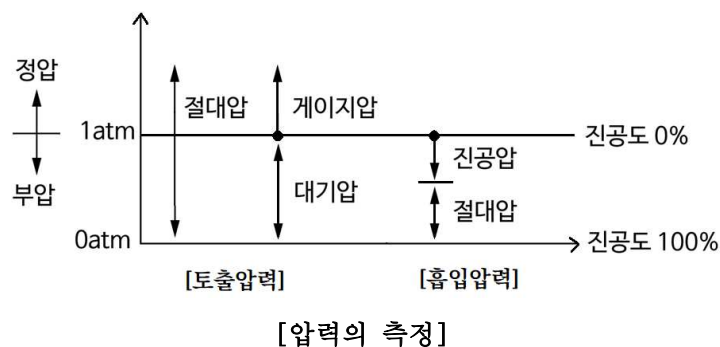 정압
절대압
게이지압
1atm
진공도 0%
진공압
부압
대기압
절대압
0atm
진공도 100%
[토출압력]
[흡입압력]
[압력의 측정]